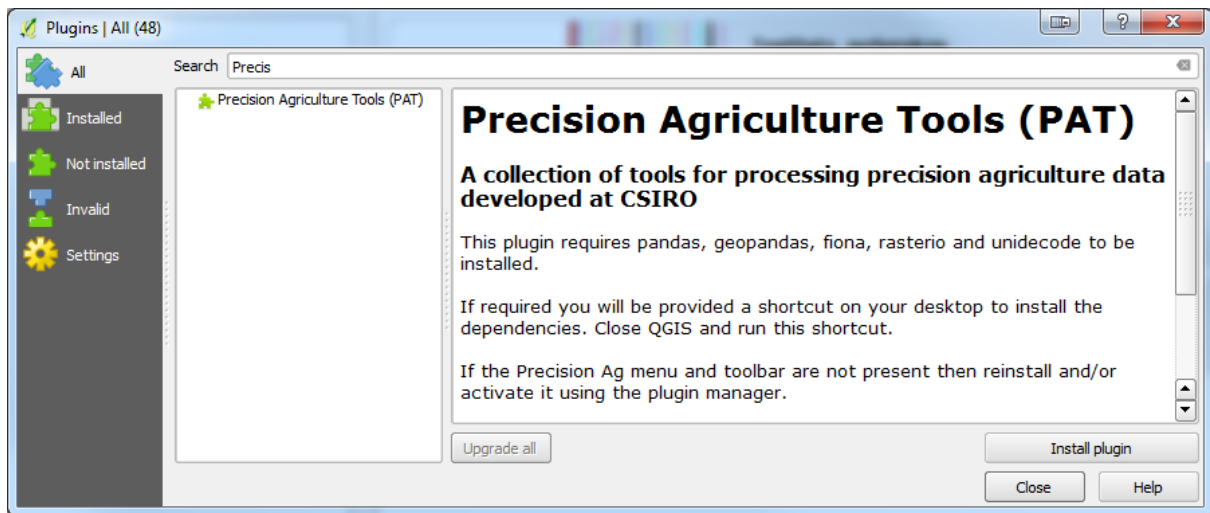 Plugins | All (48)
All
Installed
Not installed
Invalid
Settings
Search Precis
Precision Agriculture Tools (PAT)
Precision Agriculture Tools (PAT)
A collection of tools for processing precision agriculture data
developed at CSIRO
This plugin requires pandas, geopandas, fiona, rasterio and unidecode to be
installed.
If required you will be provided a shortcut on your desktop to install the
dependencies. Close QGIS and run this shortcut.
If the Precision Ag menu and toolbar are not present then reinstall and/or
activate it using the plugin manager.
Upgrade all
Install plugin
Close
Help